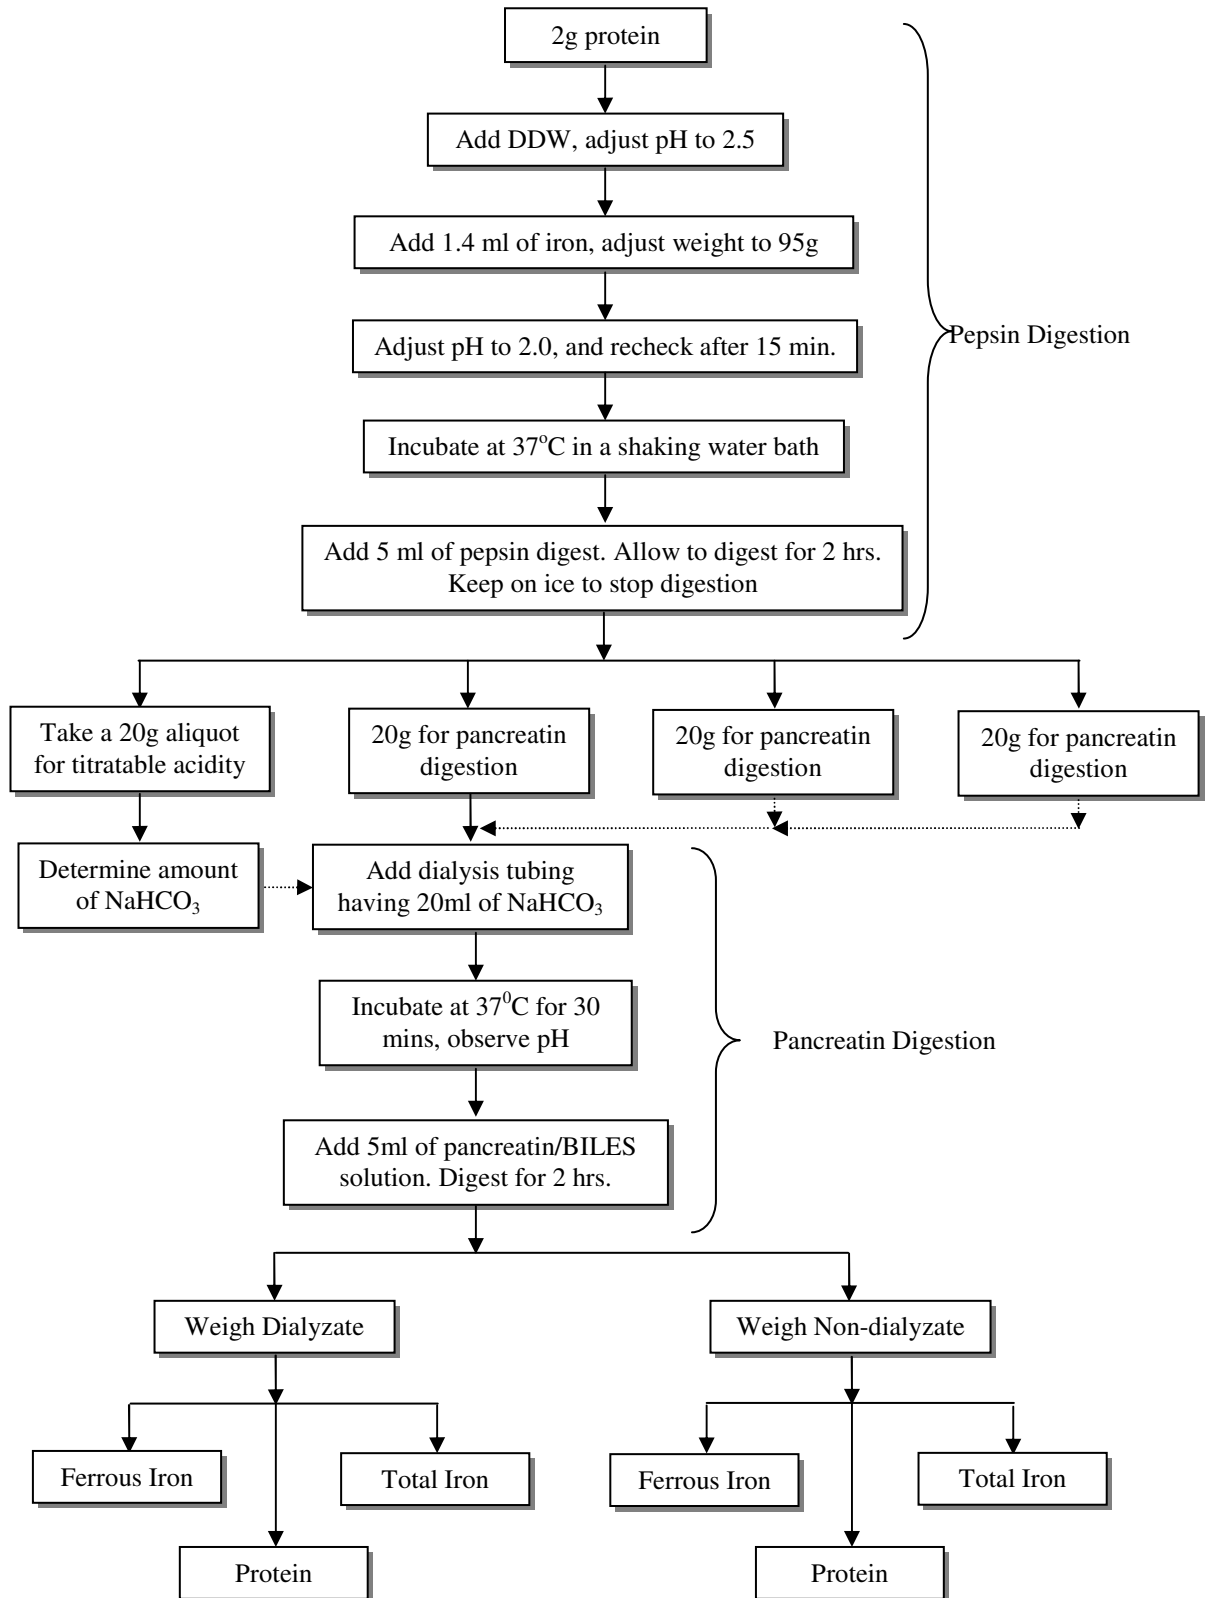 2g protein
Add DDW, adjust pH to 2.5
Add 1.4 ml of iron, adjust weight to 95g
Adjust pH to 2.0, and recheck after 15 min.
Pepsin Digestion
Incubate at 37°C in a shaking water bath
Add 5 ml of pepsin digest. Allow to digest for 2 hrs.
Keep on ice to stop digestion
Take a 20g aliquot
for titratable acidity
20g for pancreatin
digestion
20g for pancreatin
digestion
20g for pancreatin
digestion
Determine amount
of NaHCO₃
Add dialysis tubing
having 20ml of NaHCO₃
Incubate at 37⁰C for 30
mins, observe pH
Pancreatin Digestion
Add 5ml of pancreatin/BILES
solution. Digest for 2 hrs.
Weigh Dialyzate
Weigh Non-dialyzate
Ferrous Iron
Total Iron
Ferrous Iron
Total Iron
Protein
Protein